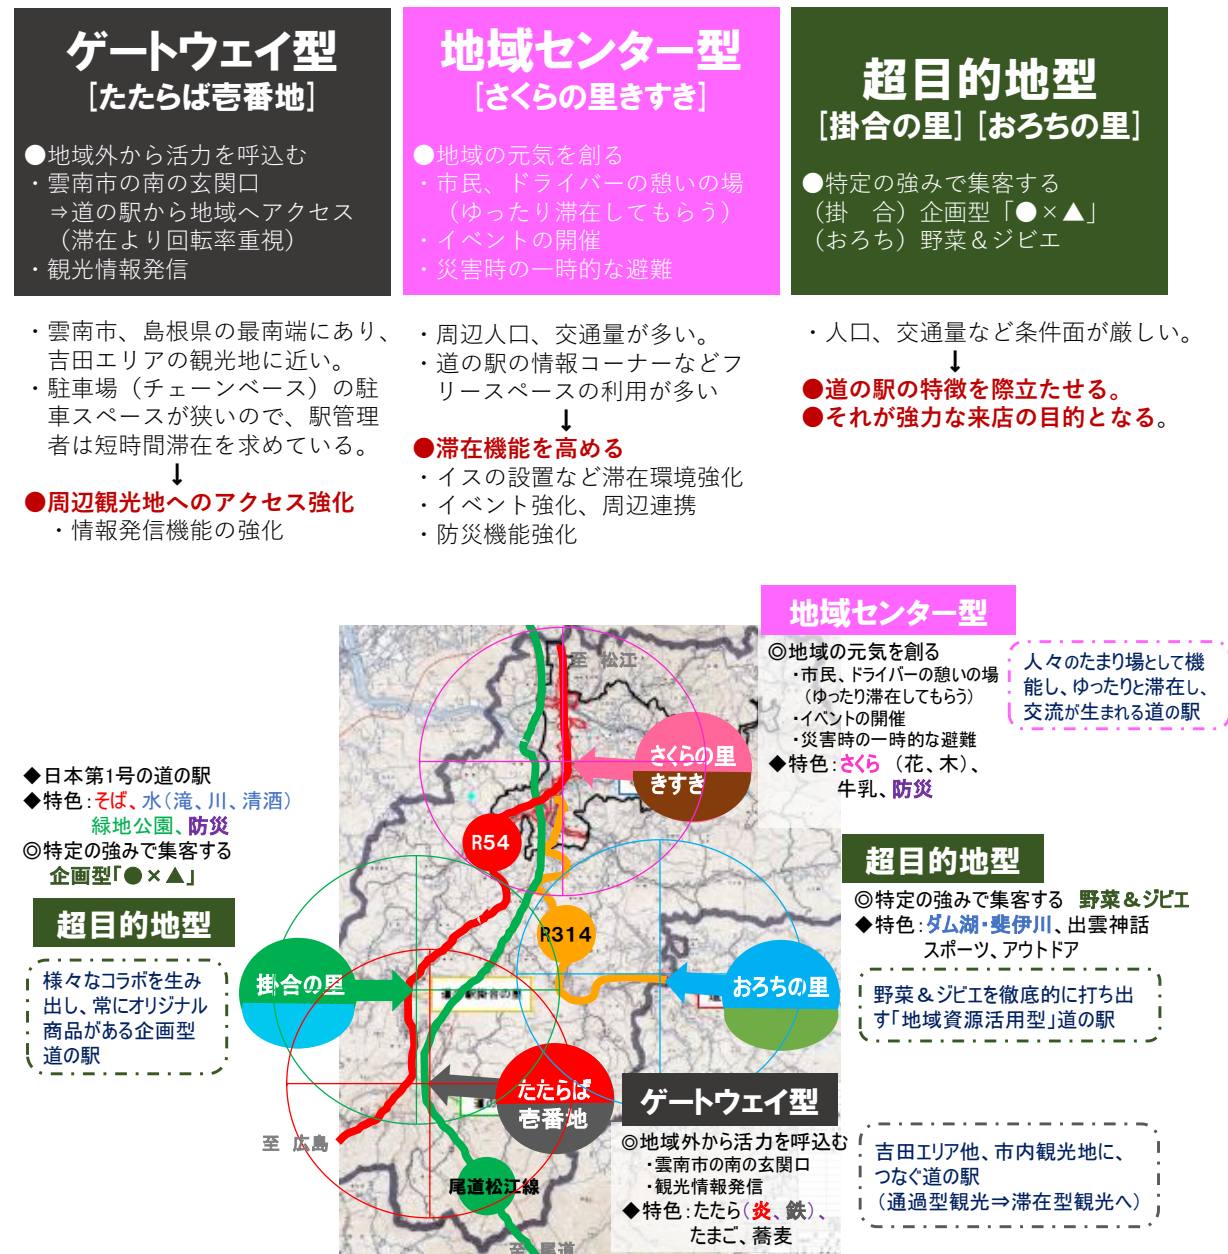 ゲートウェイ型
[たたらば壱番地]
●地域外から活力を呼込む
・雲南市の南の玄関口
⇒道の駅から地域へアクセス
（滞在より回転率重視）
・観光情報発信
地域センター型
[さくらの里きすき]
●地域の元気を創る
・市民、ドライバーの憩いの場
（ゆったり滞在してもらう）
・イベントの開催
・災害時の一時的な避難
超目的地型
[掛合の里] [おろちの里]
●特定の強みで集客する
（掛　合）企画型「●×▲」
（おろち）野菜＆ジビエ
・雲南市、島根県の最南端にあり、
吉田エリアの観光地に近い。
・駐車場（チェーンベース）の駐
車スペースが狭いので、駅管理
者は短時間滞在を求めている。
↓
●周辺観光地へのアクセス強化
・情報発信機能の強化
・周辺人口、交通量が多い。
・道の駅の情報コーナーなどフ
リースペースの利用が多い
↓
●滞在機能を高める
・イスの設置など滞在環境強化
・イベント強化、周辺連携
・防災機能強化
・人口、交通量など条件面が厳しい。
↓
●道の駅の特徴を際立たせる。
●それが強力な来店の目的となる。
地域センター型
◎地域の元気を創る
・市民、ドライバーの憩いの場
（ゆったり滞在してもらう）
・イベントの開催
・災害時の一時的な避難
◆特色：さくら （花、木）、
牛乳、防災
人々のたまり場として機
能し、ゆったりと滞在し、
交流が生まれる道の駅
至 松江
さくらの里
きすき
◆日本第1号の道の駅
◆特色：そば、水（滝、川、清酒）
緑地公園、防災
◎特定の強みで集客する
企画型「●×▲」
超目的地型
様々なコラボを生み
出し、常にオリジナル
商品がある企画型
道の駅
R54
R314
掛合の里
道の駅掛合の里
おろちの里
超目的地型
◎特定の強みで集客する 野菜＆ジビエ
◆特色：ダム湖・斐伊川、出雲神話
スポーツ、アウトドア
野菜＆ジビエを徹底的に打ち出
す「地域資源活用型」道の駅
たたらば
壱番地
至 広島
尾道松江線
至 尾道
ゲートウェイ型
◎地域外から活力を呼込む
・雲南市の南の玄関口
・観光情報発信
◆特色：たたら（炎、鉄）、
たまご、蕎麦
吉田エリア他、市内観光地に、
つなぐ道の駅
（通過型観光⇒滞在型観光へ）